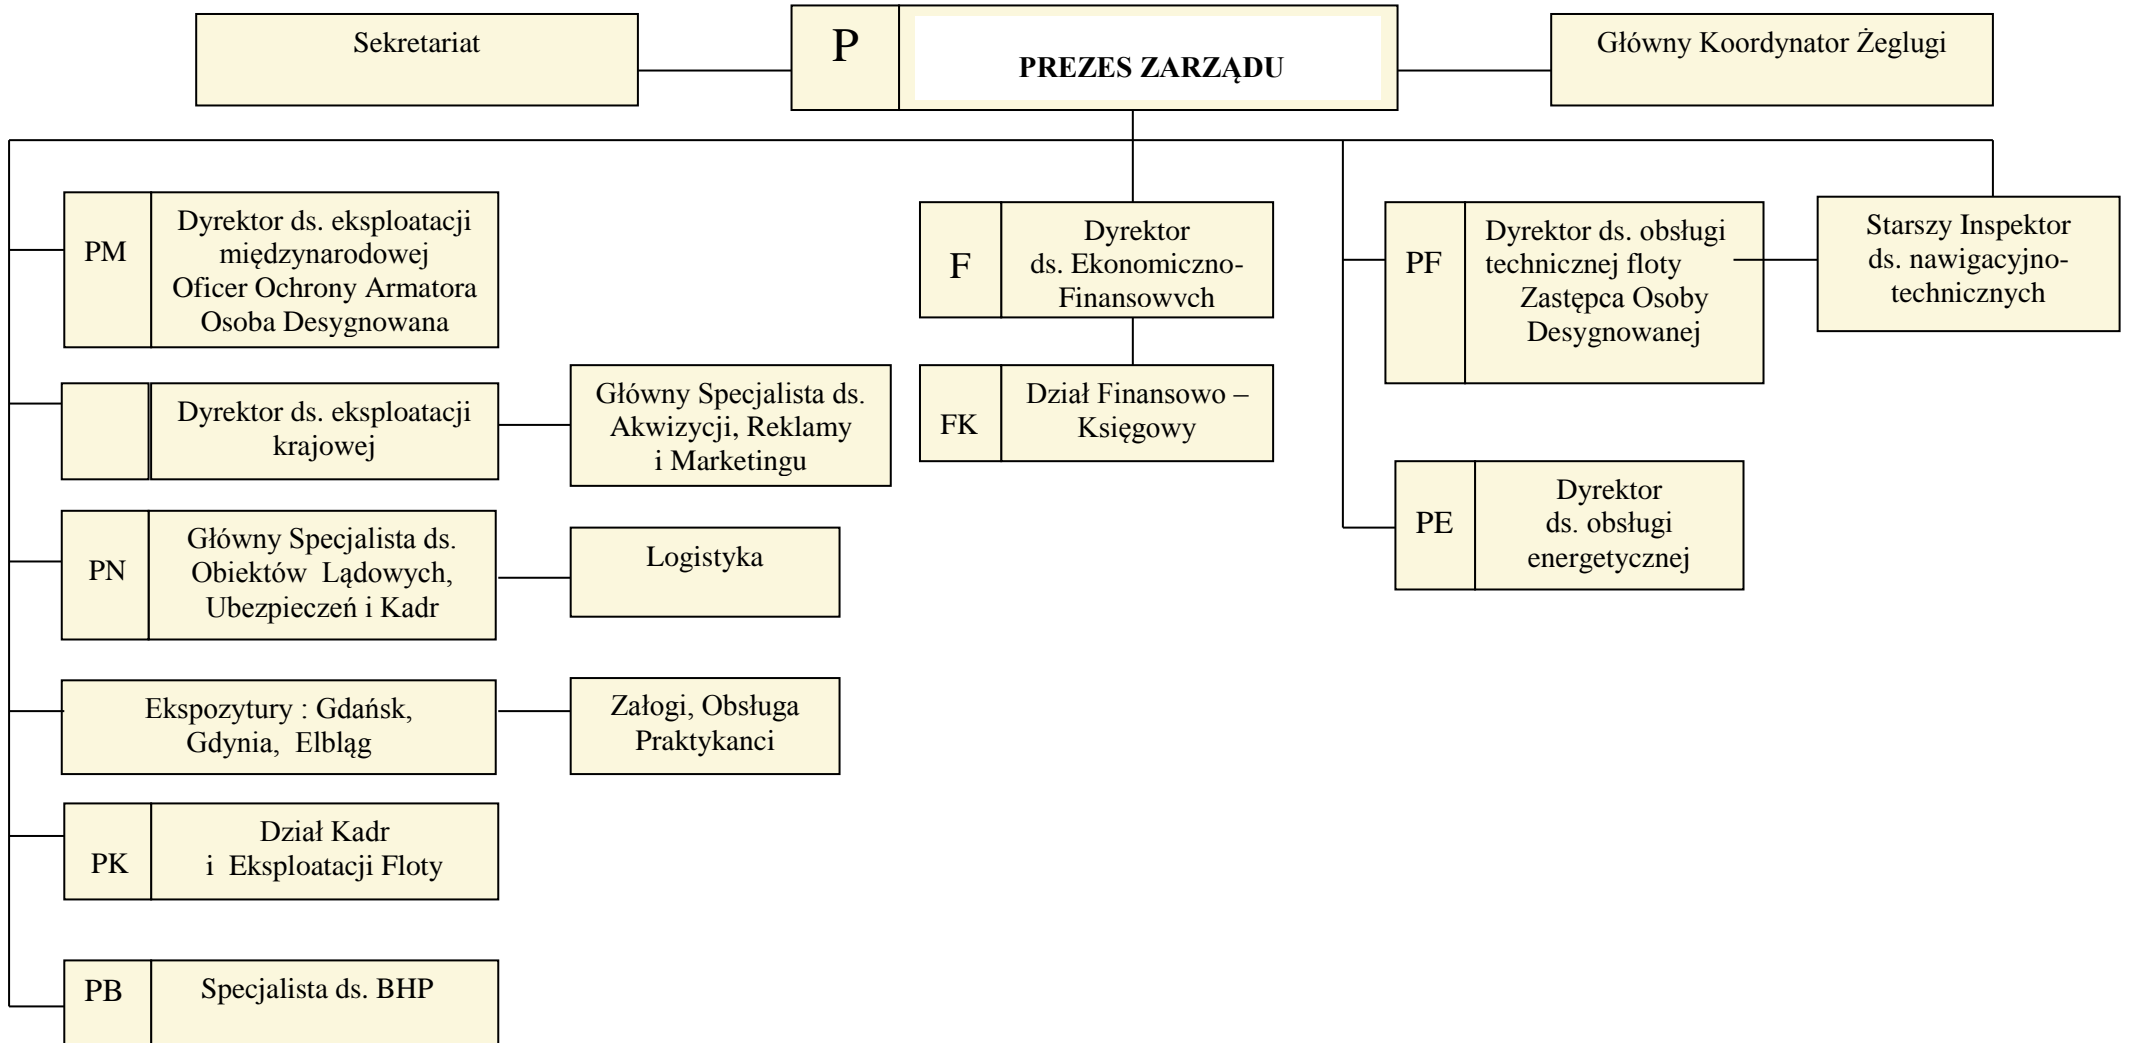 Sekretariat
P
PREZES ZARZĄDU
Główny Koordynator Żeglugi
PM
Dyrektor ds. eksploatacji
międzynarodowej
Oficer Ochrony Armatora
Osoba Desygnowana
F
Dyrektor
ds. Ekonomiczno-
Finansowych
PF
Dyrektor ds. obsługi
technicznej floty
Zastępca Osoby
Desygnowanej
Starszy Inspektor
ds. nawigacyjno-
technicznych
Dyrektor ds. eksploatacji
krajowej
Główny Specjalista ds.
Akwizycji, Reklamy
i Marketingu
FK
Dział Finansowo –
Księgowy
PE
Dyrektor
ds. obsługi
energetycznej
PN
Główny Specjalista ds.
Obiektów Lądowych,
Ubezpieczeń i Kadr
Logistyka
Ekspozytury : Gdańsk,
Gdynia, Elbląg
Załogi, Obsługa
Praktykanci
PK
Dział Kadr
i Eksploatacji Floty
PB
Specjalista ds. BHP